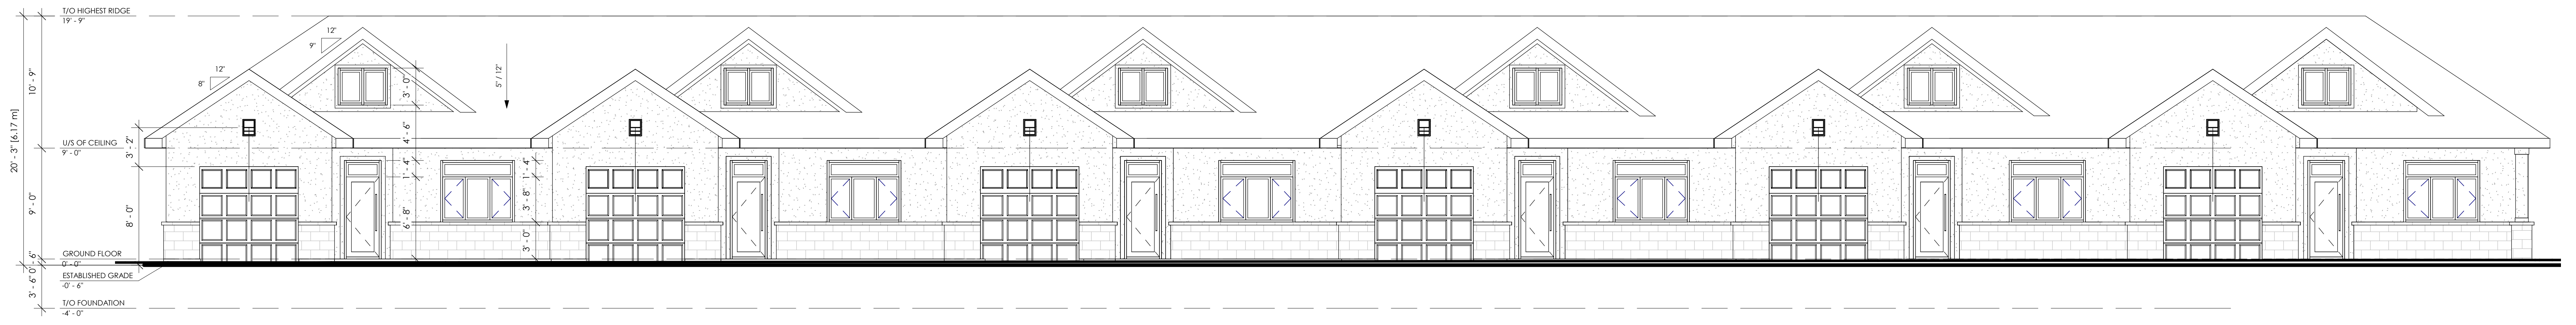 T/O HIGHEST RIDGE
19' - 9"
12"
9"
12"
8"
5" / 12"
10' - 9"
3' - 0"
20' - 3" [6.17 m]
4' - 6"
U/S OF CEILING
9' - 0"
3' - 2"
1' - 4"
1' - 4"
9' - 0"
8' - 0"
6' - 8"
3' - 8"
3' - 0"
GROUND FLOOR
0' - 0"
6"
ESTABLISHED GRADE
-0' - 6"
3' - 6"
T/O FOUNDATION
-4' - 0"